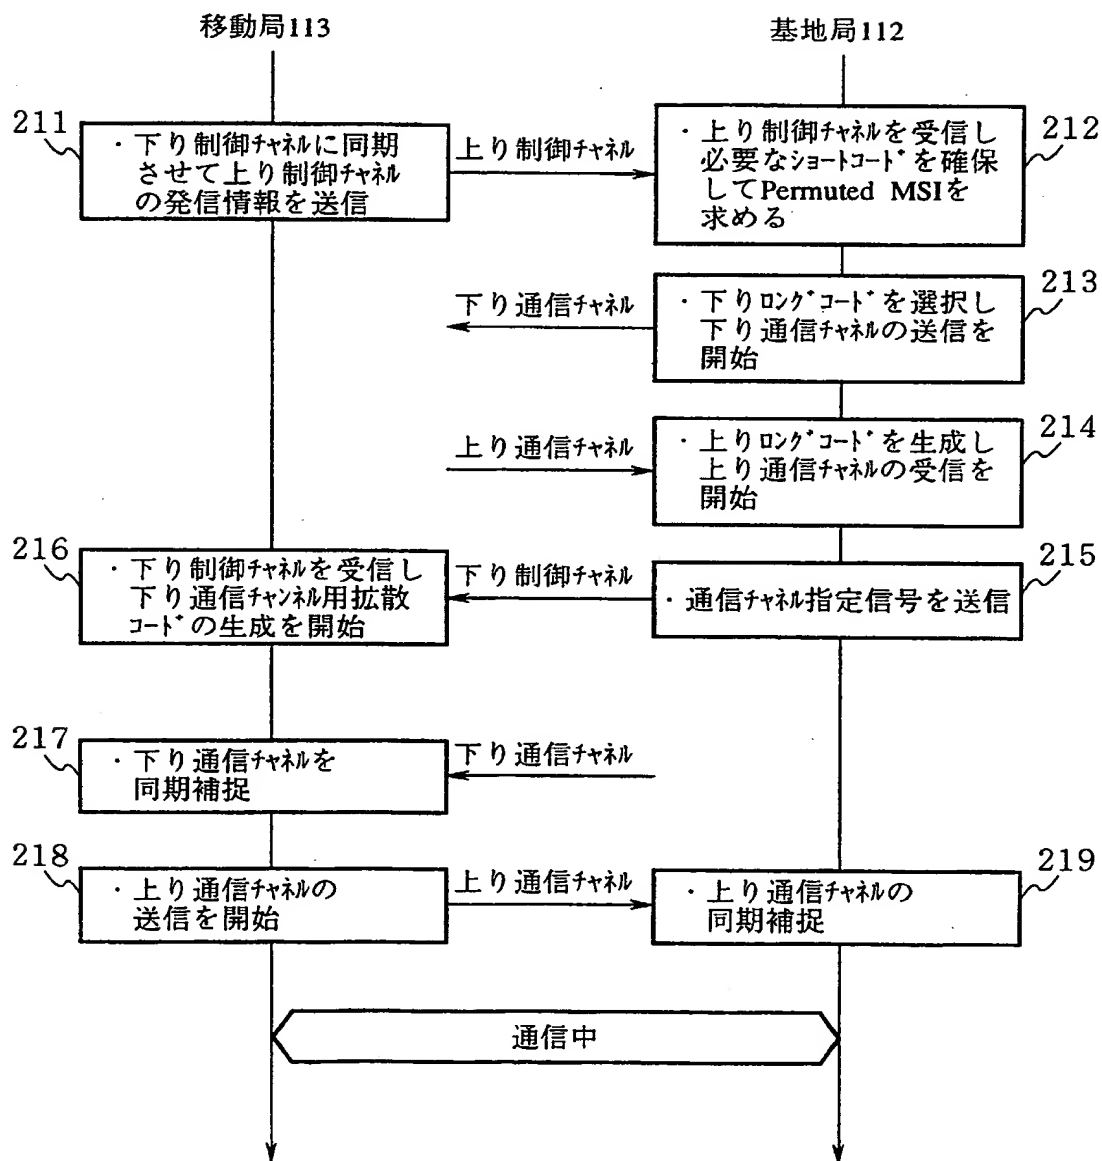 移動局113
基地局112
211
・下り制御ﾁｬﾈﾙに同期
させて上り制御ﾁｬﾈﾙ
の発信情報を送信
上り制御ﾁｬﾈﾙ
212
・上り制御ﾁｬﾈﾙを受信し
必要なｼｮｰﾄｺｰﾄﾞを確保
してPermuted MSIを
求める
213
下り通信ﾁｬﾈﾙ
・下りﾛﾝｸﾞｺｰﾄﾞを選択し
下り通信ﾁｬﾈﾙの送信を
開始
214
上り通信ﾁｬﾈﾙ
・上りﾛﾝｸﾞｺｰﾄﾞを生成し
上り通信ﾁｬﾈﾙの受信を
開始
216
・下り制御ﾁｬﾈﾙを受信し
下り通信ﾁｬﾝﾈﾙ用拡散
ｺｰﾄﾞの生成を開始
下り制御ﾁｬﾈﾙ
215
・通信ﾁｬﾈﾙ指定信号を送信
217
・下り通信ﾁｬﾈﾙを
同期補捉
下り通信ﾁｬﾈﾙ
218
・上り通信ﾁｬﾈﾙの
送信を開始
上り通信ﾁｬﾈﾙ
219
・上り通信ﾁｬﾈﾙの
同期補捉
通信中